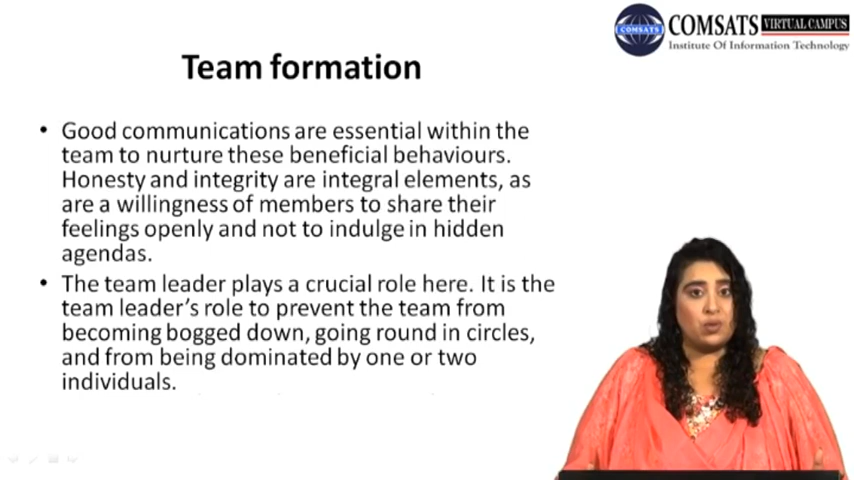 COMSATS VIRTUAL CAMPUS
COMSATS
Institute Of Information Technology
Team formation
• Good communications are essential within the
team to nurture these beneficial behaviours.
Honesty and integrity are integral elements, as
are a willingness of members to share their
feelings openly and not to indulge in hidden
agendas.
• The team leader plays a crucial role here. It is the
team leader's role to prevent the team from
becoming bogged down, going round in circles,
and from being dominated by one or two
individuals.